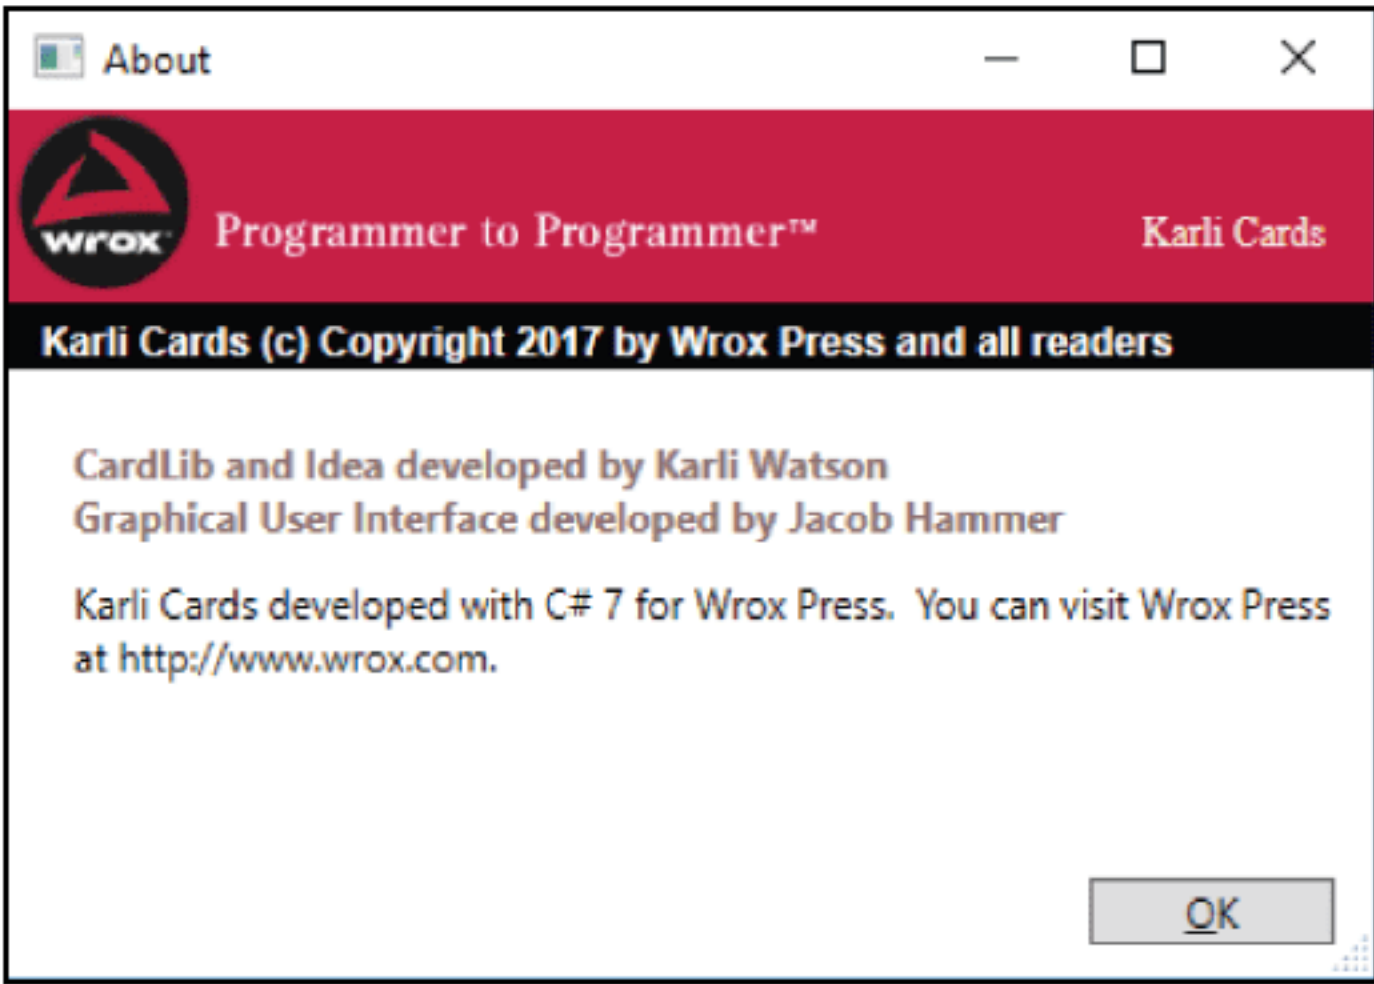 About
wrox
Programmer to Programmer™
Karli Cards
Karli Cards (c) Copyright 2017 by Wrox Press and all readers
CardLib and Idea developed by Karli Watson
Graphical User Interface developed by Jacob Hammer
Karli Cards developed with C# 7 for Wrox Press.  You can visit Wrox Press
at http://www.wrox.com.
OK